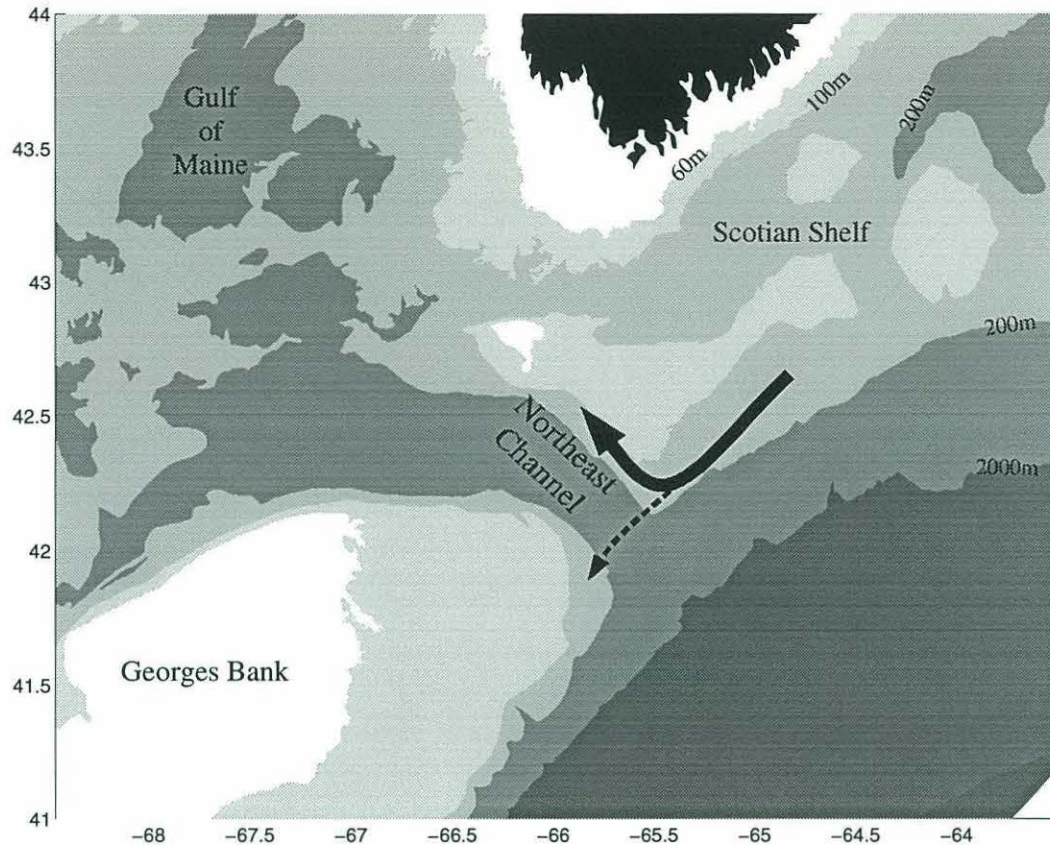 44
43.5
43
42.5
42
41.5
41
Gulf
of
Maine
100m
200m
60m
Scotian Shelf
200m
2000m
Northeast
Channel
Georges Bank
−68
−67.5
−67
−66.5
−66
−65.5
−65
−64.5
−64